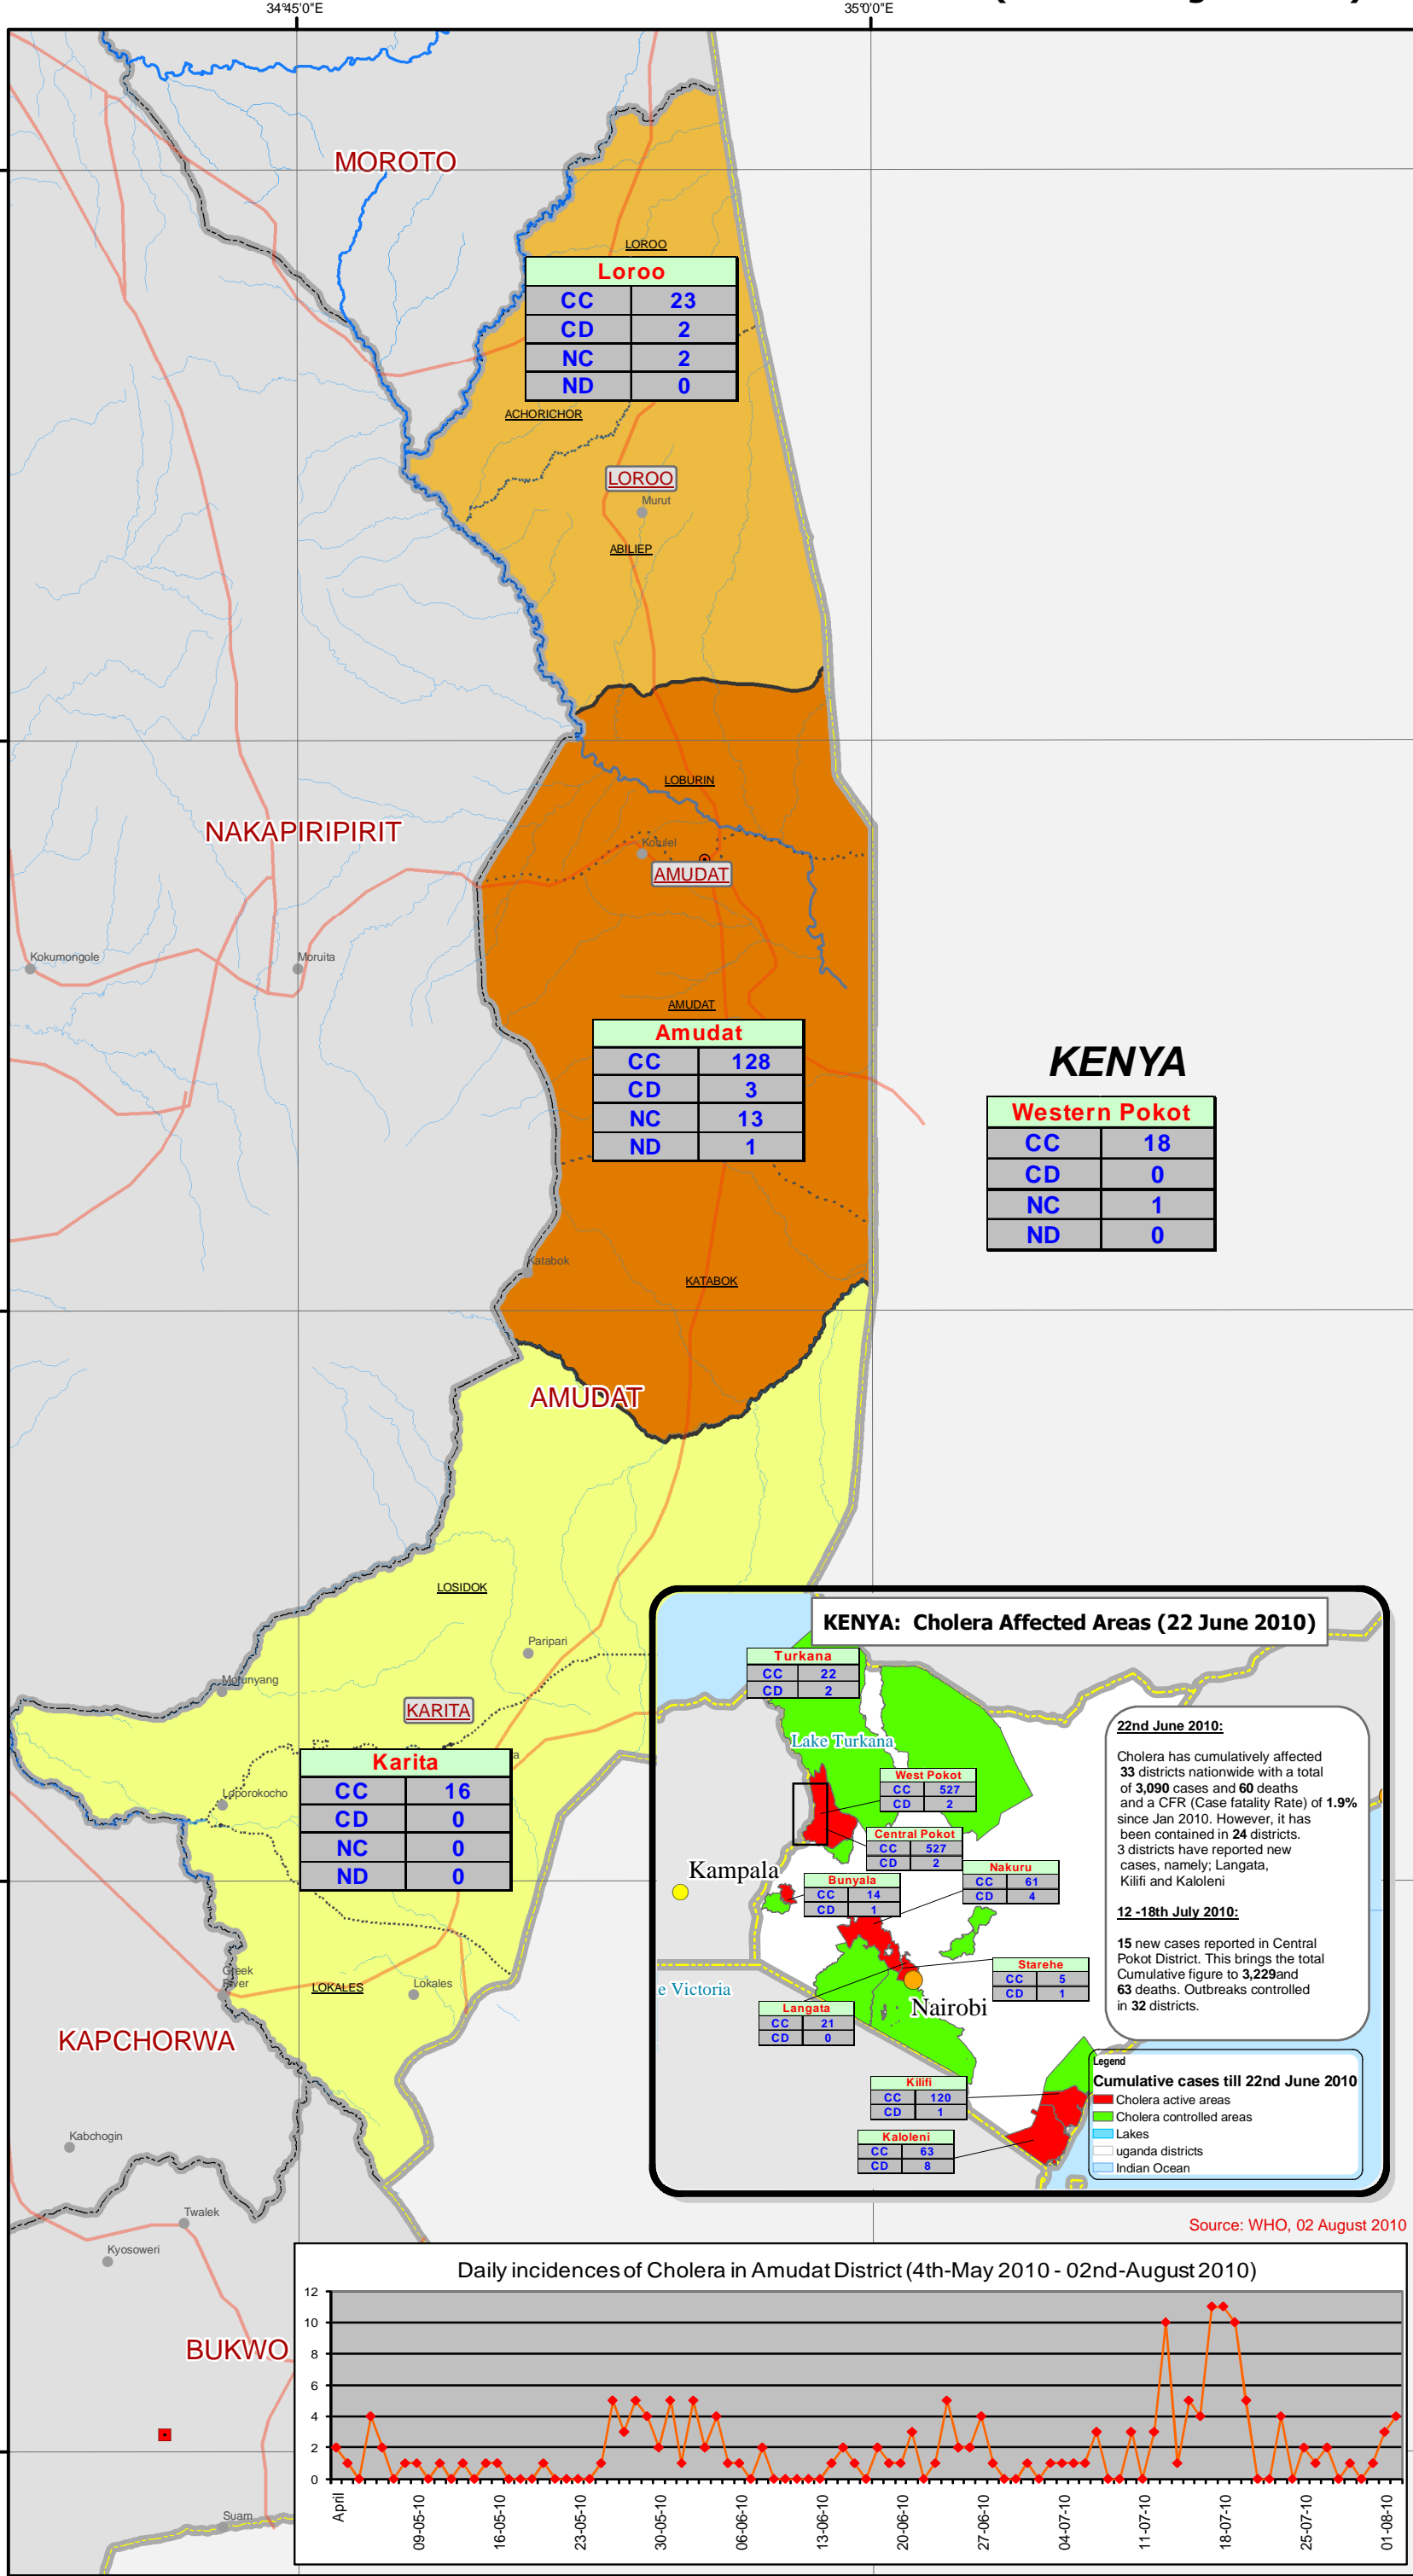 34°45'0"E
35°0'0"E
MOROTO
LOROO
Loroo
CC 23
CD 2
NC 2
ND 0
ACHORICHOR
LOROO
Murut
ABILIEP
LOBURIN
NAKAPIRIPIRIT
Kotulel
AMUDAT
Kokumongole
Moruita
AMUDAT
Amudat
CC 128
CD 3
NC 13
ND 1
KENYA
Western Pokot
CC 18
CD 0
NC 1
ND 0
Katabok
KATABOK
AMUDAT
LOSIDOK
Paripari
Morunyang
KARITA
Karita
CC 16
CD 0
NC 0
ND 0
a
Loporokocho
Greek
River
LOKALES
Lokales
KAPCHORWA
Kabchogin
Twalek
Kyosoweri
BUKWO
Suam
KENYA: Cholera Affected Areas (22 June 2010)
Turkana
CC 22
CD 2
Lake Turkana
West Pokot
CC 527
CD 2
Central Pokot
CC 527
CD 2
Kampala
Nakuru
CC 61
CD 4
Bunyala
CC 14
CD 1
Starehe
CC 5
CD 1
e Victoria
Nairobi
Langata
CC 21
CD 0
Kilifi
CC 120
CD 1
Kaloleni
CC 63
CD 8
22nd June 2010:
Cholera has cumulatively affected
33 districts nationwide with a total
of 3,090 cases and 60 deaths
and a CFR (Case fatality Rate) of 1.9%
since Jan 2010. However, it has
been contained in 24 districts.
3 districts have reported new
cases, namely; Langata,
Kilifi and Kaloleni
12 -18th July 2010:
15 new cases reported in Central
Pokot District. This brings the total
Cumulative figure to 3,229and
63 deaths. Outbreaks controlled
in 32 districts.
Legend
Cumulative cases till 22nd June 2010
Cholera active areas
Cholera controlled areas
Lakes
uganda districts
Indian Ocean
Source: WHO, 02 August 2010
Daily incidences of Cholera in Amudat District (4th-May 2010 - 02nd-August 2010)
12
10
8
6
4
2
0
April
09-05-10
16-05-10
23-05-10
30-05-10
06-06-10
13-06-10
20-06-10
27-06-10
04-07-10
11-07-10
18-07-10
25-07-10
01-08-10